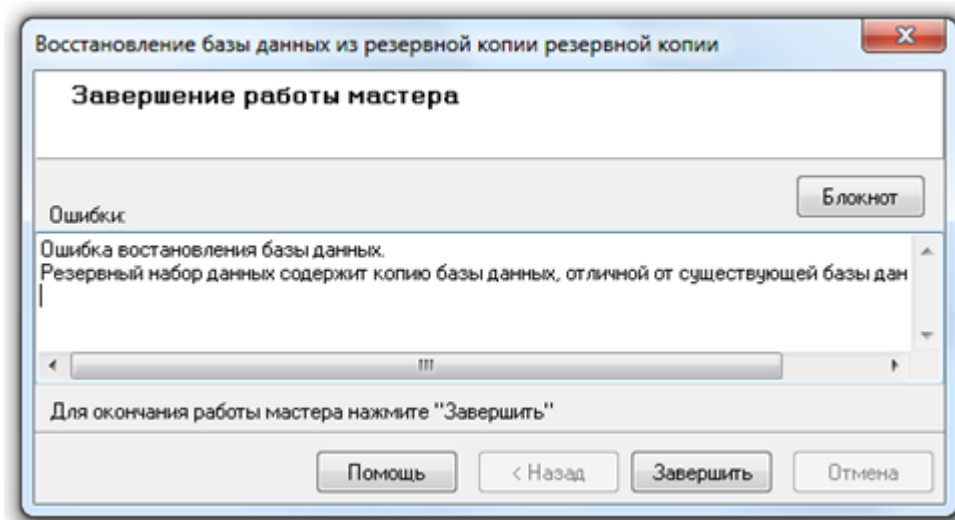 Восстановление базы данных из резервной копии резервной копии
Завершение работы мастера
Блокнот
Ошибки:
Ошибка востановления базы данных.
Резервный набор данных содержит копию базы данных, отличной от существующей базы дан
Для окончания работы мастера нажмите "Завершить"
Помощь
< Назад
Завершить
Отмена